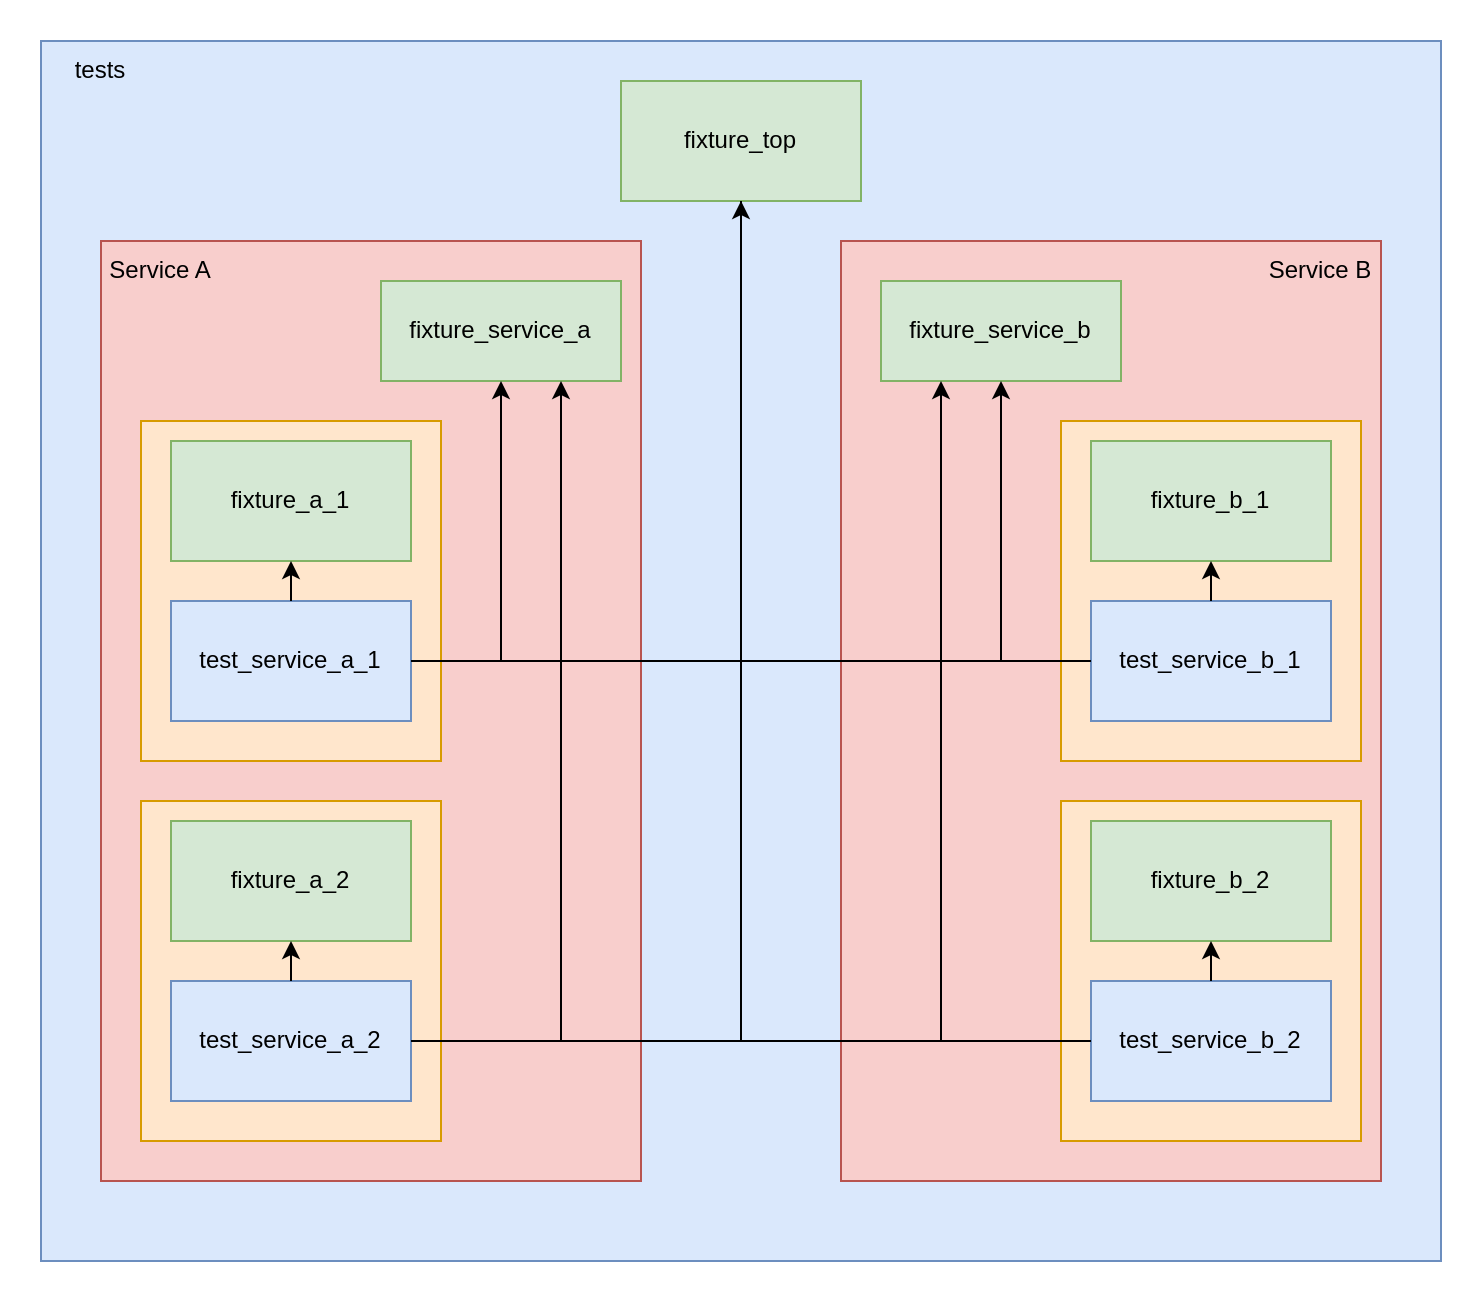 tests
fixture_top
Service A
Service B
fixture_service_a
fixture_service_b
fixture_a_1
fixture_b_1
test_service_a_1
test_service_b_1
fixture_a_2
fixture_b_2
test_service_a_2
test_service_b_2